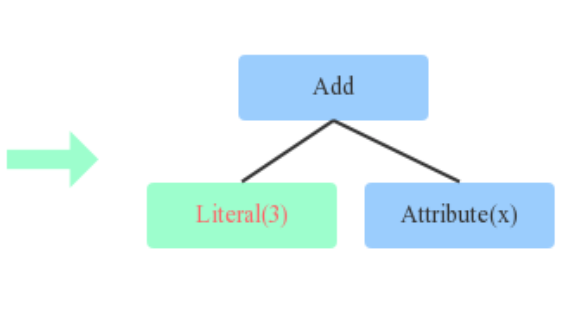 Add
Literal(3)
Attribute(x)